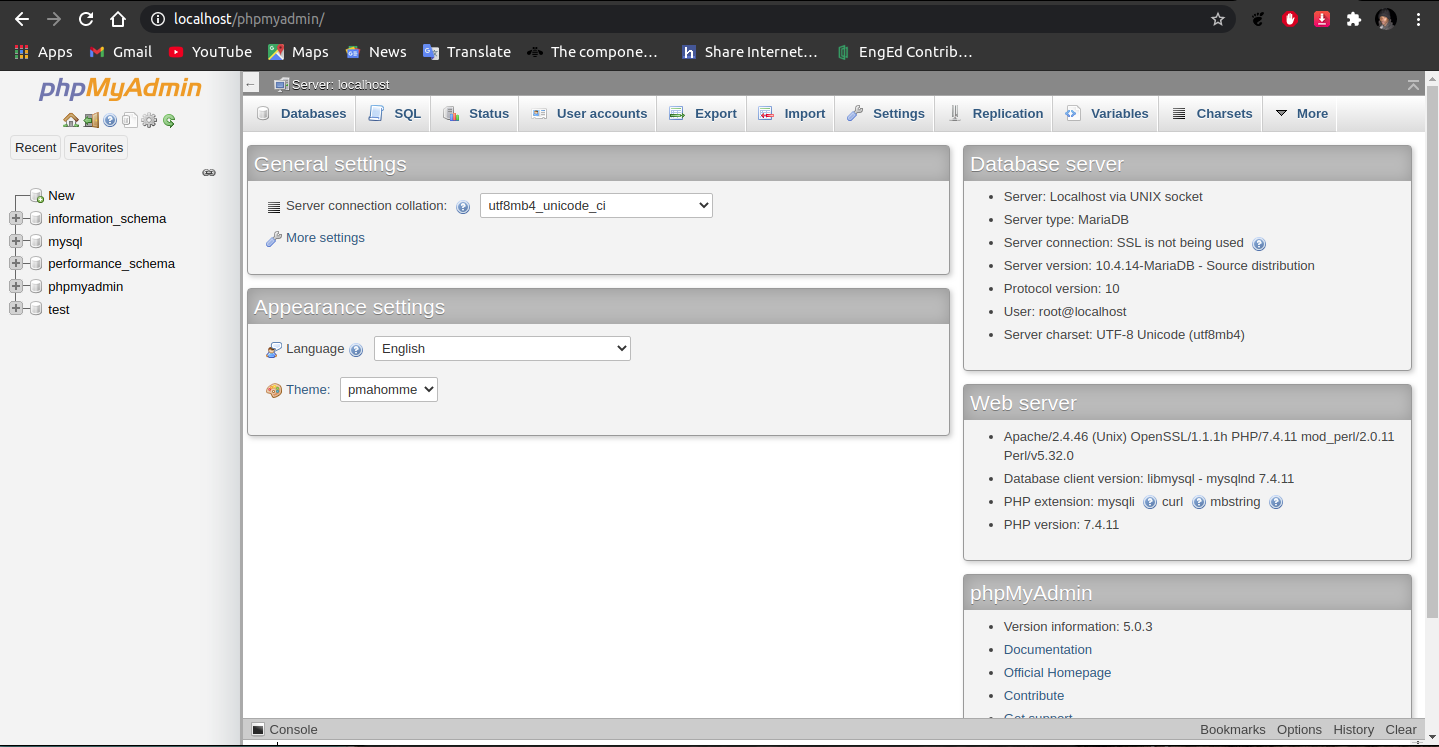 localhost/phpmyadmin/
Apps Gmail YouTube Maps News Translate The compone… Share Internet… EngEd Contrib…
phpMyAdmin
Recent Favorites
New
information_schema
mysql
performance_schema
phpmyadmin
test
Server: localhost
Databases SQL Status User accounts Export Import Settings Replication Variables Charsets More
General settings
Server connection collation: utf8mb4_unicode_ci
More settings
Appearance settings
Language English
Theme: pmahomme
Database server
Server: Localhost via UNIX socket
Server type: MariaDB
Server connection: SSL is not being used
Server version: 10.4.14-MariaDB - Source distribution
Protocol version: 10
User: root@localhost
Server charset: UTF-8 Unicode (utf8mb4)
Web server
Apache/2.4.46 (Unix) OpenSSL/1.1.1h PHP/7.4.11 mod_perl/2.0.11
Perl/v5.32.0
Database client version: libmysql - mysqlnd 7.4.11
PHP extension: mysqli curl mbstring
PHP version: 7.4.11
phpMyAdmin
Version information: 5.0.3
Documentation
Official Homepage
Contribute
Get support
Console
Bookmarks Options History Clear